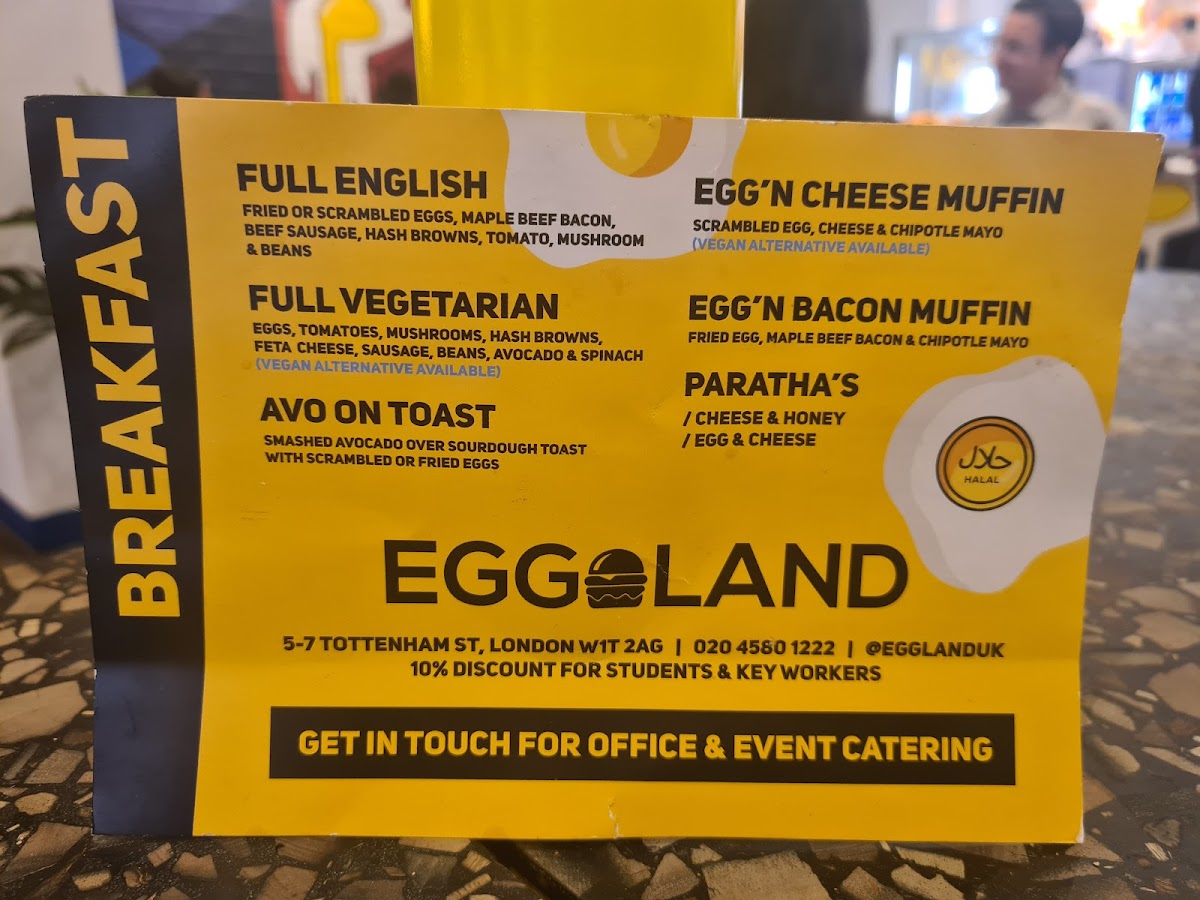 BREAKFAST
FULL ENGLISH
FRIED OR SCRAMBLED EGGS, MAPLE BEEF BACON,
BEEF SAUSAGE, HASH BROWNS, TOMATO, MUSHROOM
& BEANS
FULL VEGETARIAN
EGGS, TOMATOES, MUSHROOMS, HASH BROWNS,
FETA CHEESE, SAUSAGE, BEANS, AVOCADO & SPINACH
(VEGAN ALTERNATIVE AVAILABLE)
AVO ON TOAST
SMASHED AVOCADO OVER SOURDOUGH TOAST
WITH SCRAMBLED OR FRIED EGGS
EGG'N CHEESE MUFFIN
SCRAMBLED EGG, CHEESE & CHIPOTLE MAYO
(VEGAN ALTERNATIVE AVAILABLE)
EGG'N BACON MUFFIN
FRIED EGG, MAPLE BEEF BACON & CHIPOTLE MAYO
PARATHA'S
/ CHEESE & HONEY
/ EGG & CHEESE
حلال
HALAL
EGGLAND
5-7 TOTTENHAM ST, LONDON W1T 2AG | 020 4580 1222 | @EGGLANDUK
10% DISCOUNT FOR STUDENTS & KEY WORKERS
GET IN TOUCH FOR OFFICE & EVENT CATERING